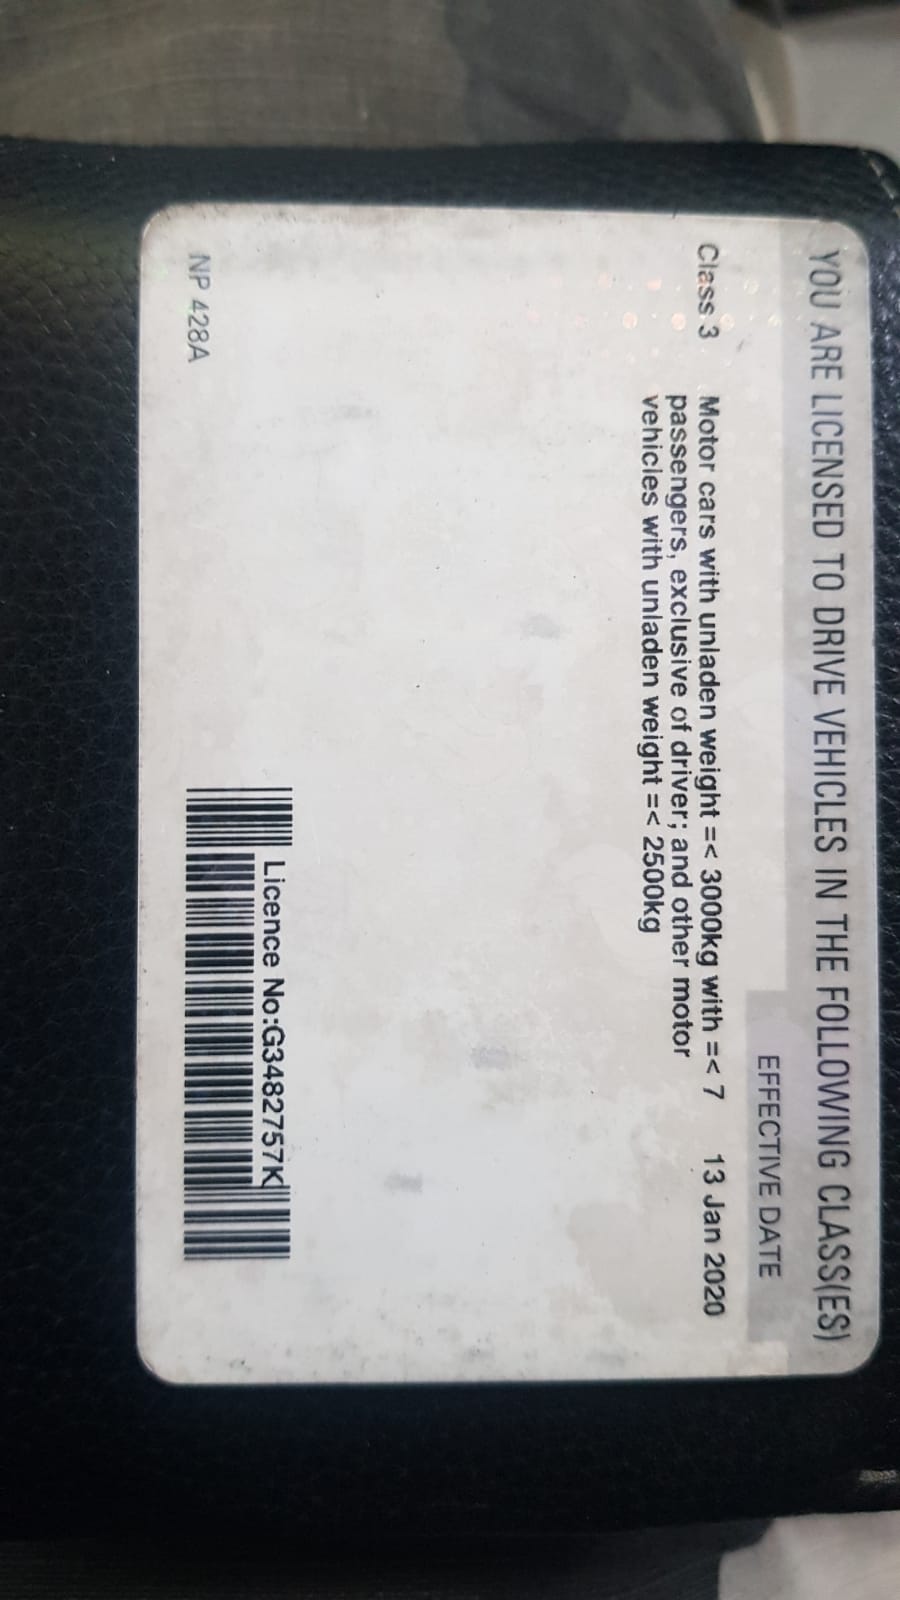 YOU ARE LICENSED TO DRIVE VEHICLES IN THE FOLLOWING CLASS(ES)
EFFECTIVE DATE
Class 3 Motor cars with unladen weight =< 3000kg with =< 7 13 Jan 2020
passengers, exclusive of driver; and other motor
vehicles with unladen weight =< 2500kg
Licence No:G3482757K
NP 428A